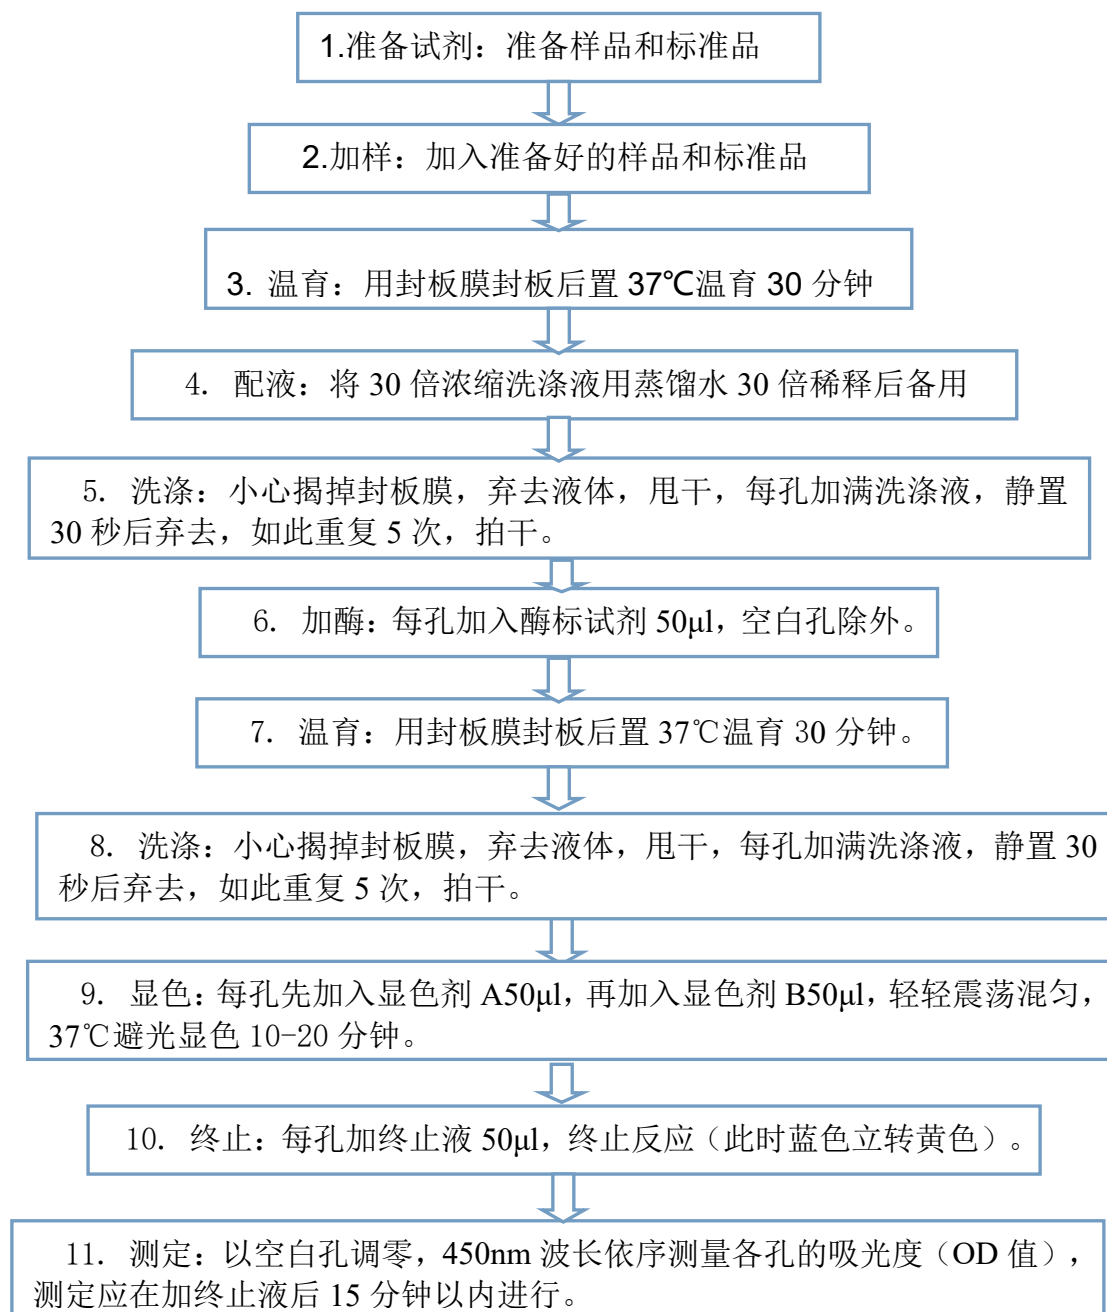 1.准备试剂：准备样品和标准品
2.加样：加入准备好的样品和标准品
3. 温育：用封板膜封板后置 37℃温育 30 分钟
4. 配液：将 30 倍浓缩洗涤液用蒸馏水 30 倍稀释后备用
5. 洗涤：小心揭掉封板膜，弃去液体，甩干，每孔加满洗涤液，静置
30 秒后弃去，如此重复 5 次，拍干。
6. 加酶：每孔加入酶标试剂 50μl，空白孔除外。
7. 温育：用封板膜封板后置 37℃温育 30 分钟。
8. 洗涤：小心揭掉封板膜，弃去液体，甩干，每孔加满洗涤液，静置 30
秒后弃去，如此重复 5 次，拍干。
9. 显色：每孔先加入显色剂 A50μl，再加入显色剂 B50μl，轻轻震荡混匀，
37℃避光显色 10-20 分钟。
10. 终止：每孔加终止液 50μl，终止反应（此时蓝色立转黄色）。
11. 测定：以空白孔调零，450nm 波长依序测量各孔的吸光度（OD 值），
测定应在加终止液后 15 分钟以内进行。